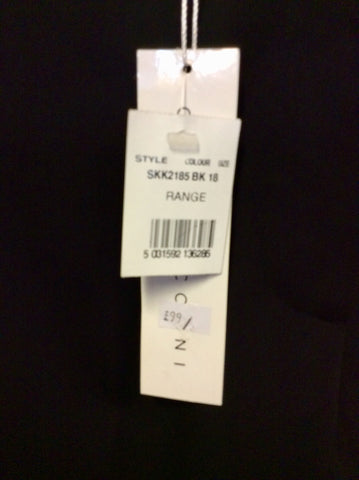 STYLE COLOUR SIZE
SKK2185 BK 18
RANGE
5 031592 136285
£99/
C C N I